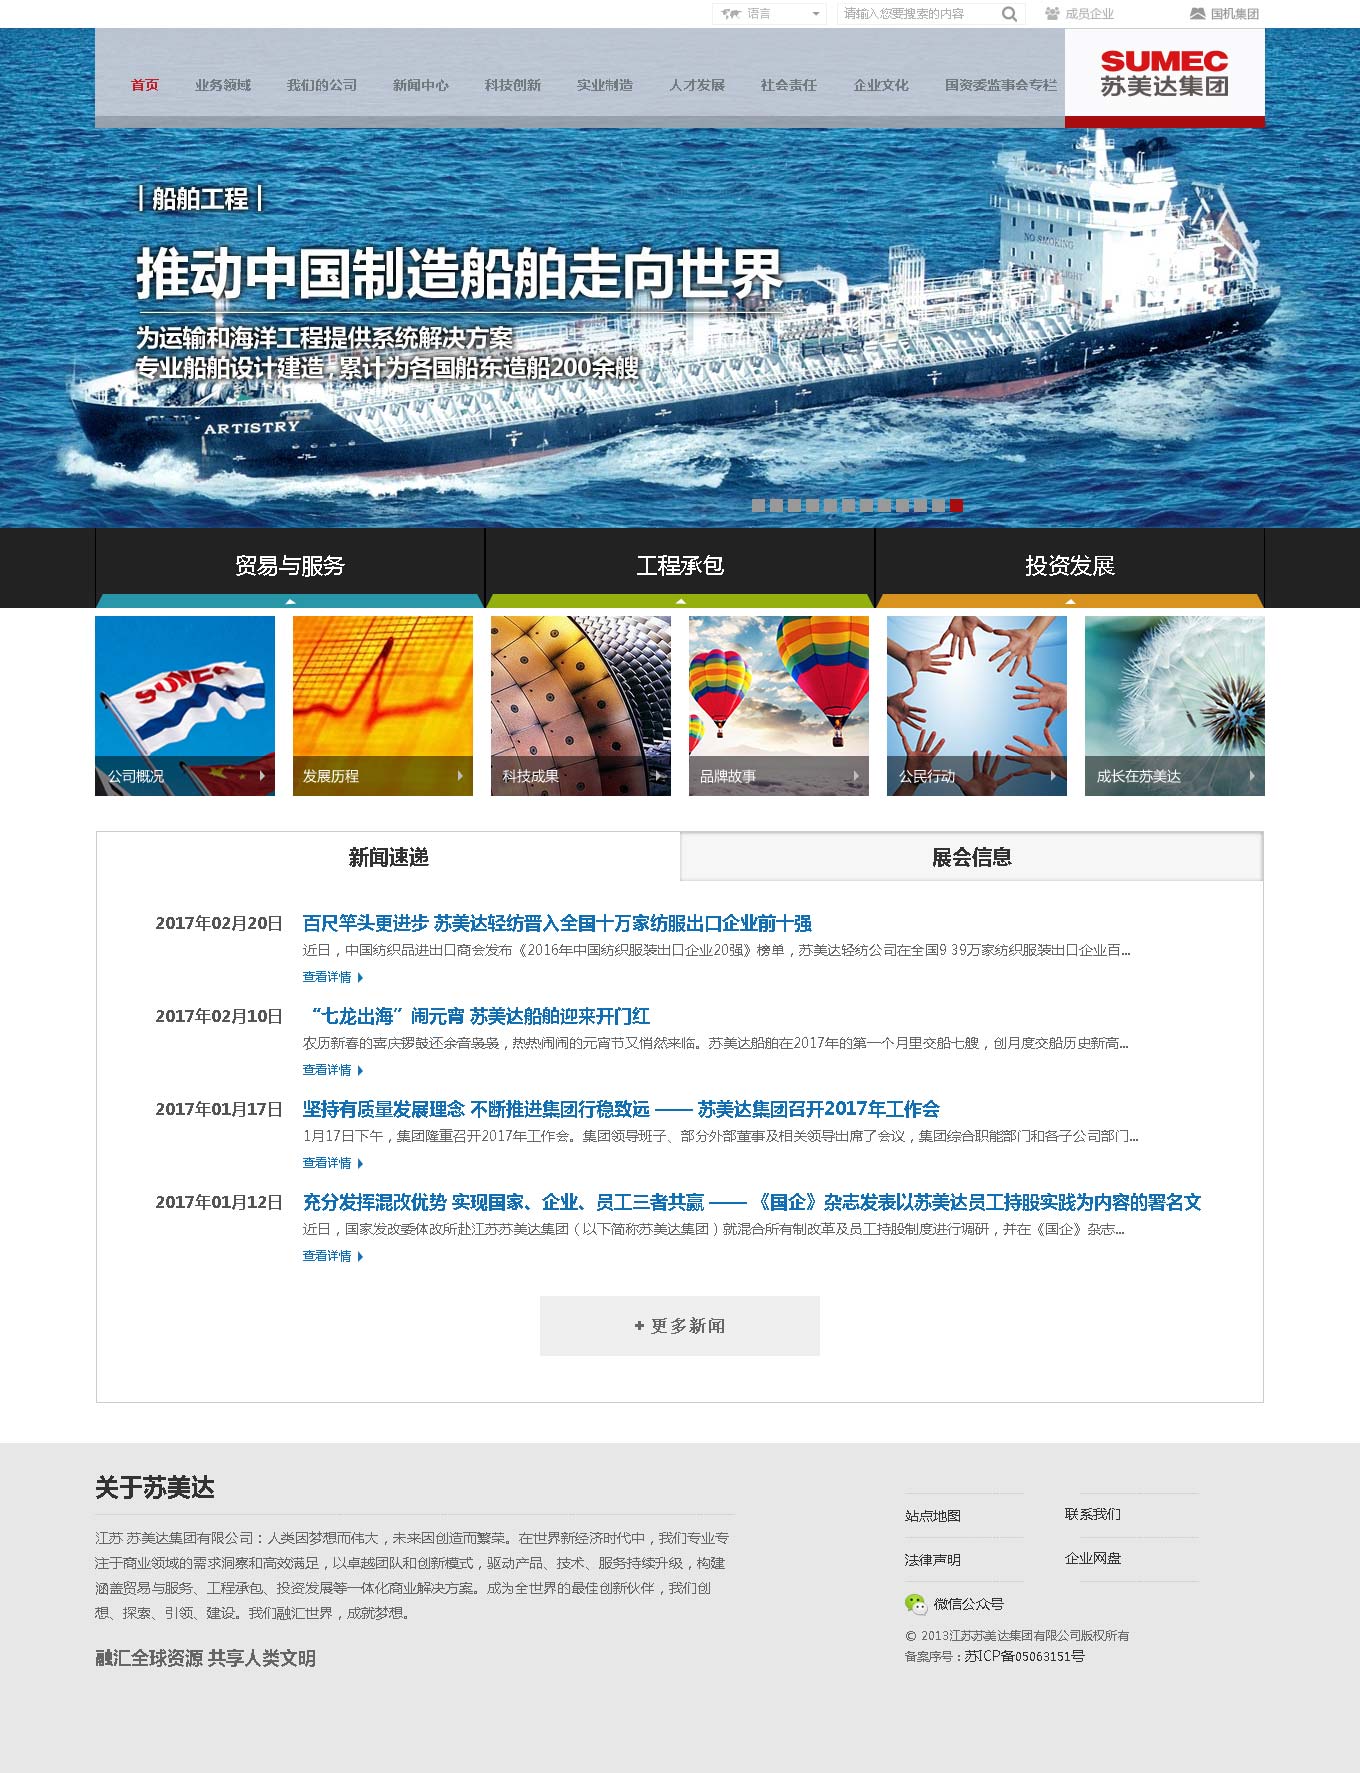 语言
请输入您要搜索的内容
成员企业
国机集团
首页 业务领域 我们的公司 新闻中心 科技创新 实业制造 人才发展 社会责任 企业文化 国资委监事会专栏
SUMEC
苏美达集团
船舶工程
推动中国制造船舶走向世界
为运输和海洋工程提供系统解决方案
专业船舶设计建造，累计为各国船东造船200余艘
NO SMOKING
ARTISTRY
贸易与服务 工程承包 投资发展
SUMEC
公司概况 发展历程 科技成果 品牌故事 公民行动 成长在苏美达
新闻速递 展会信息
2017年02月20日 百尺竿头更进步 苏美达轻纺晋入全国十万家纺服出口企业前十强
近日，中国纺织品进出口商会发布《2016年中国纺织服装出口企业20强》榜单，苏美达轻纺公司在全国9 39万家纺织服装出口企业百...
查看详情
2017年02月10日 “七龙出海”闹元宵 苏美达船舶迎来开门红
农历新春的喜庆锣鼓还余音袅袅，热热闹闹的元宵节又悄然来临。苏美达船舶在2017年的第一个月里交船七艘，创月度交船历史新高...
查看详情
2017年01月17日 坚持有质量发展理念 不断推进集团行稳致远 —— 苏美达集团召开2017年工作会
1月17日下午，集团隆重召开2017年工作会。集团领导班子、部分外部董事及相关领导出席了会议，集团综合职能部门和各子公司部门...
查看详情
2017年01月12日 充分发挥混改优势 实现国家、企业、员工三者共赢 —— 《国企》杂志发表以苏美达员工持股实践为内容的署名文
近日，国家发改委体改所赴江苏苏美达集团（以下简称苏美达集团）就混合所有制改革及员工持股制度进行调研，并在《国企》杂志...
查看详情
+ 更多新闻
关于苏美达
江苏 苏美达集团有限公司：人类因梦想而伟大，未来因创造而繁荣。在世界新经济时代中，我们专业专
注于商业领域的需求洞察和高效满足，以卓越团队和创新模式，驱动产品、技术、服务持续升级，构建
涵盖贸易与服务、工程承包、投资发展等一体化商业解决方案。成为全世界的最佳创新伙伴，我们创
想、探索、引领、建设。我们融汇世界，成就梦想。
融汇全球资源 共享人类文明
站点地图 联系我们
法律声明 企业网盘
微信公众号
© 2013江苏苏美达集团有限公司版权所有
备案序号：苏ICP备05063151号